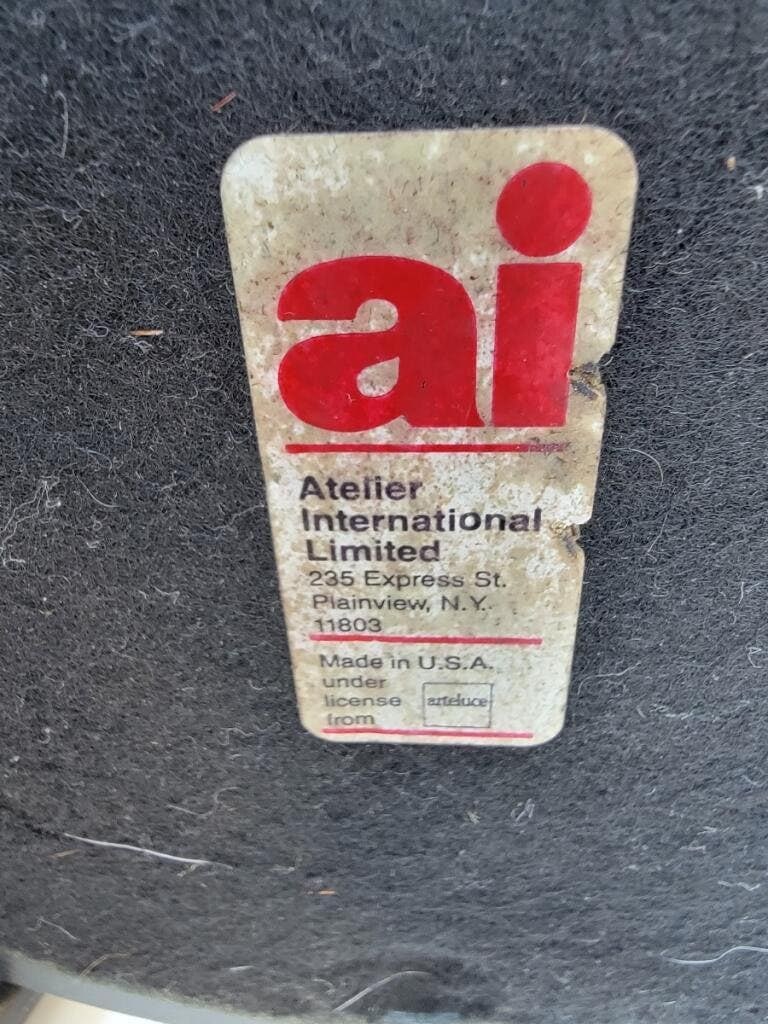 ai
Atelier
International
Limited
235 Express St.
Plainview, N.Y.
11803
Made in U.S.A.
under
license
from
arteluce